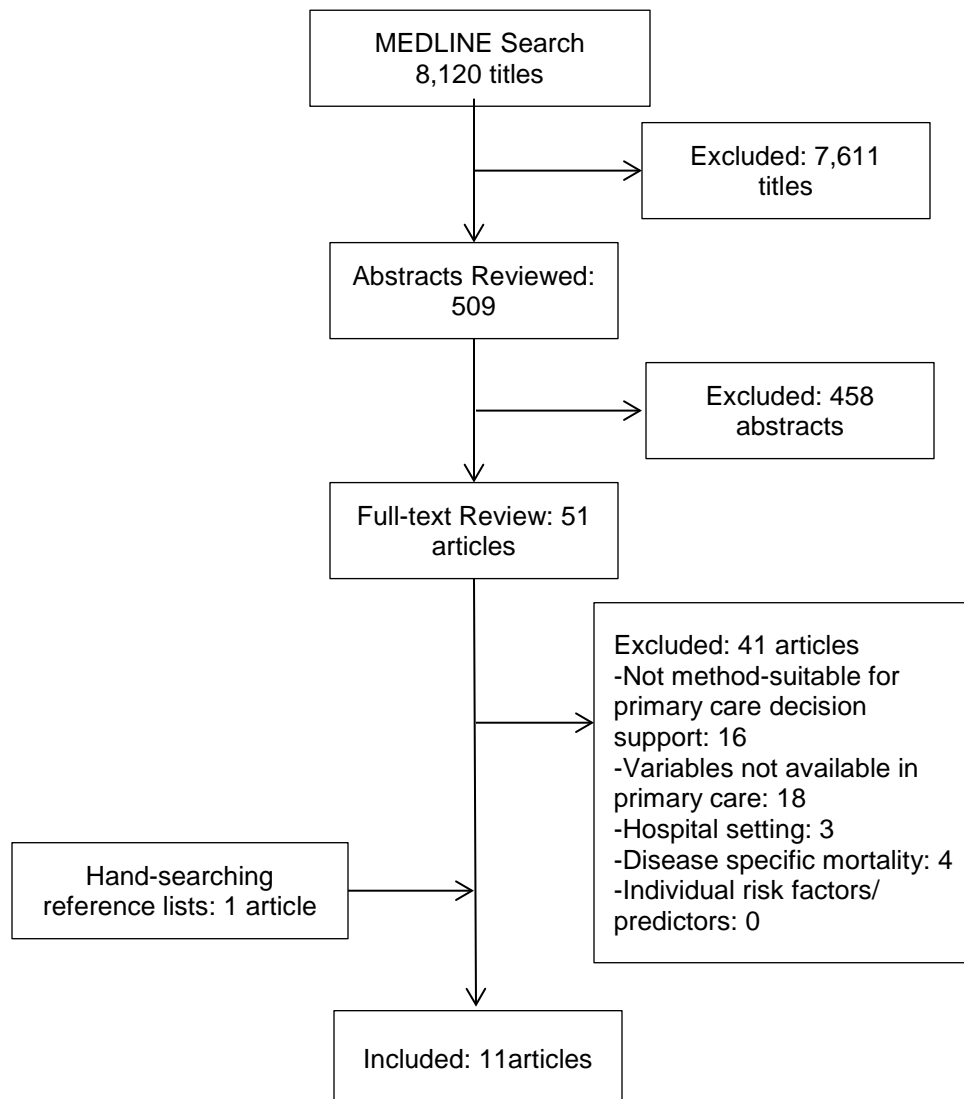 MEDLINE Search
8,120 titles
Excluded: 7,611
titles
Abstracts Reviewed:
509
Excluded: 458
abstracts
Full-text Review: 51
articles
Excluded: 41 articles
-Not method-suitable for
primary care decision
support: 16
-Variables not available in
primary care: 18
-Hospital setting: 3
-Disease specific mortality: 4
-Individual risk factors/
predictors: 0
Hand-searching
reference lists: 1 article
Included: 11articles